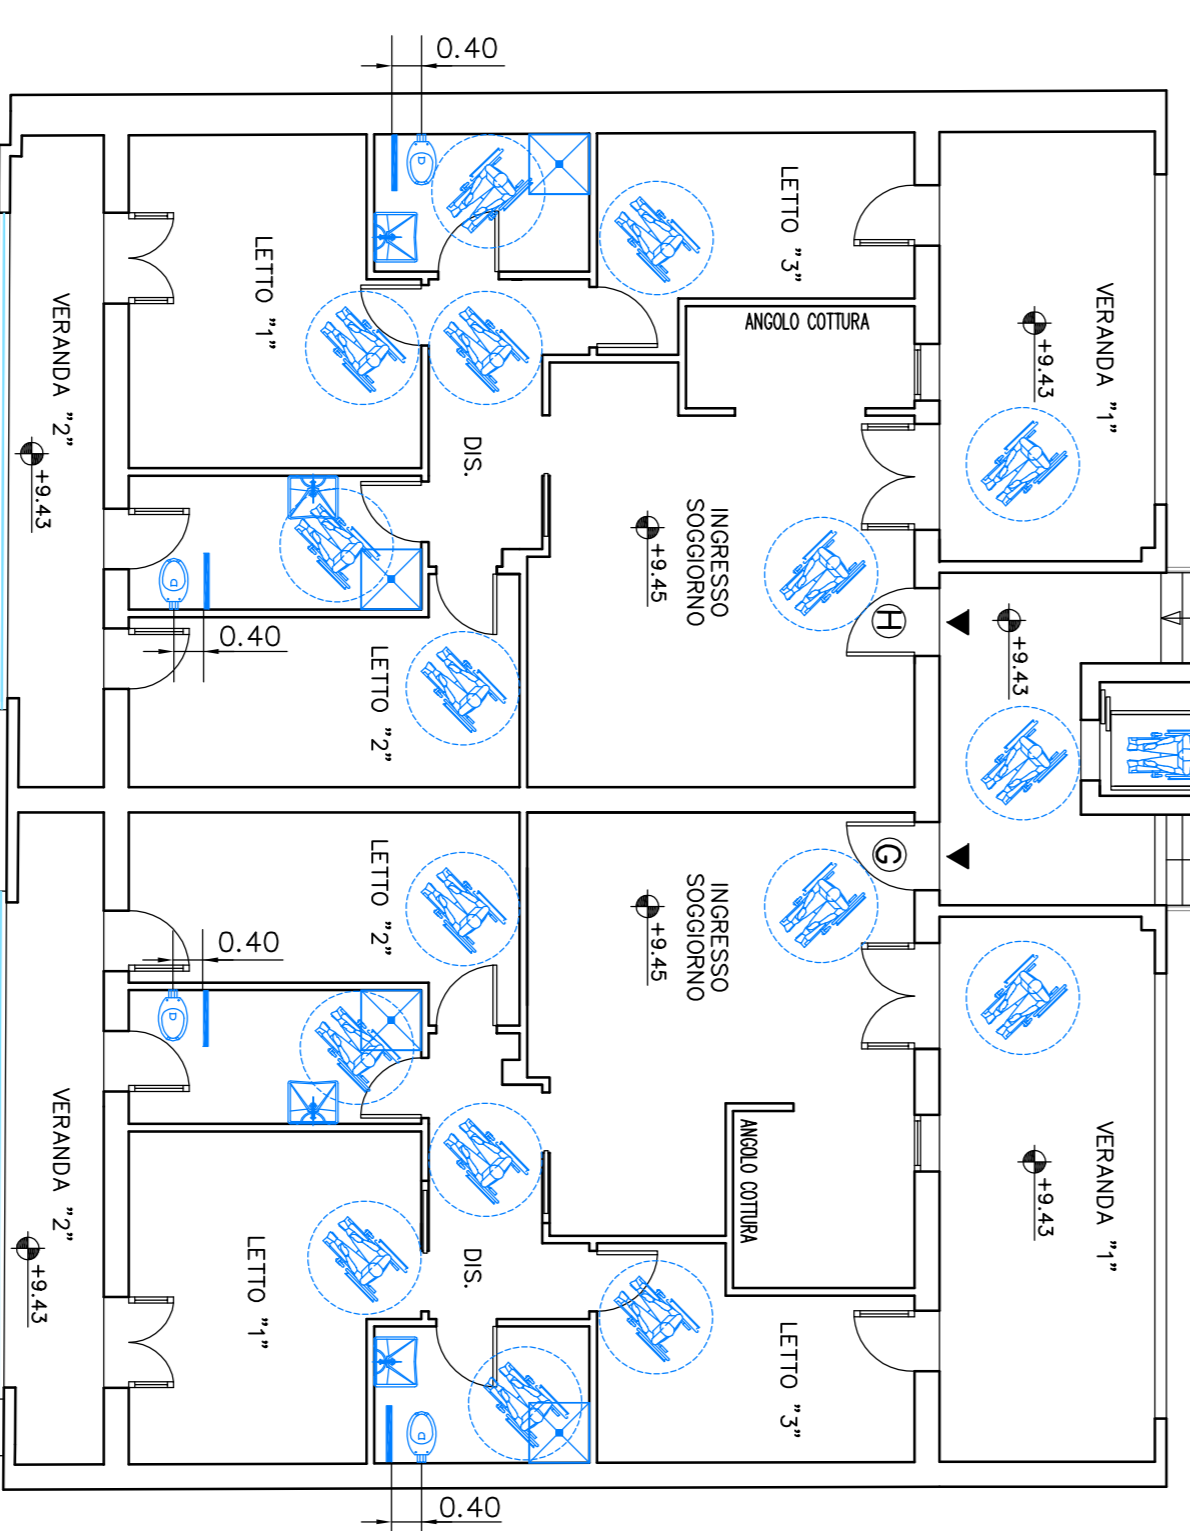 0.40
LETTO "3"
VERANDA "1"
+9.43
ANGOLO COTTURA
LETTO "1"
VERANDA "2"
+9.43
DIS.
INGRESSO
SOGGIORNO
+9.45
H
+9.43
0.40
LETTO "2"
LETTO "2"
INGRESSO
SOGGIORNO
+9.45
G
0.40
VERANDA "2"
+9.43
ANGOLO COTTURA
VERANDA "1"
+9.43
LETTO "1"
DIS.
LETTO "3"
0.40